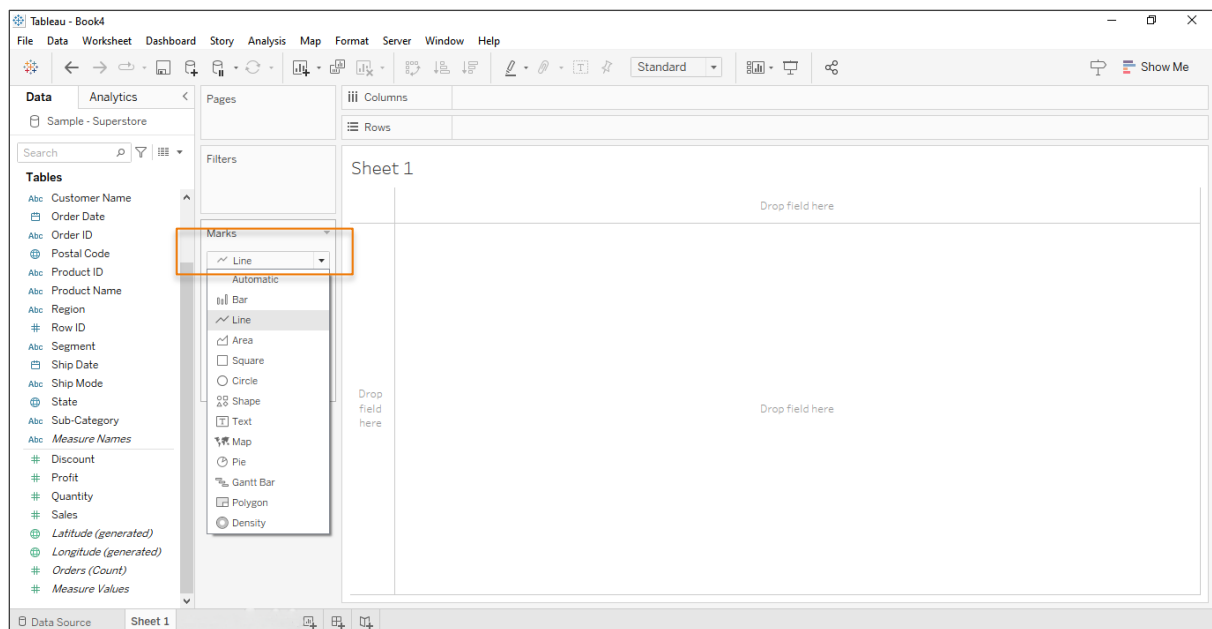 Tableau - Book4
File Data Worksheet Dashboard Story Analysis Map Format Server Window Help
Standard
Show Me
Data Analytics
Sample - Superstore
Search
Tables
Abc Customer Name
Order Date
Abc Order ID
Postal Code
Abc Product ID
Abc Product Name
Abc Region
# Row ID
Abc Segment
Ship Date
Abc Ship Mode
State
Abc Sub-Category
Abc Measure Names
# Discount
# Profit
# Quantity
# Sales
Latitude (generated)
Longitude (generated)
# Orders (Count)
# Measure Values
Pages
Filters
Marks
Line
Automatic
Bar
Line
Area
Square
Circle
Shape
T Text
Map
Pie
Gantt Bar
Polygon
Density
Columns
Rows
Sheet 1
Drop field here
Drop
field
here
Drop field here
Data Source Sheet 1